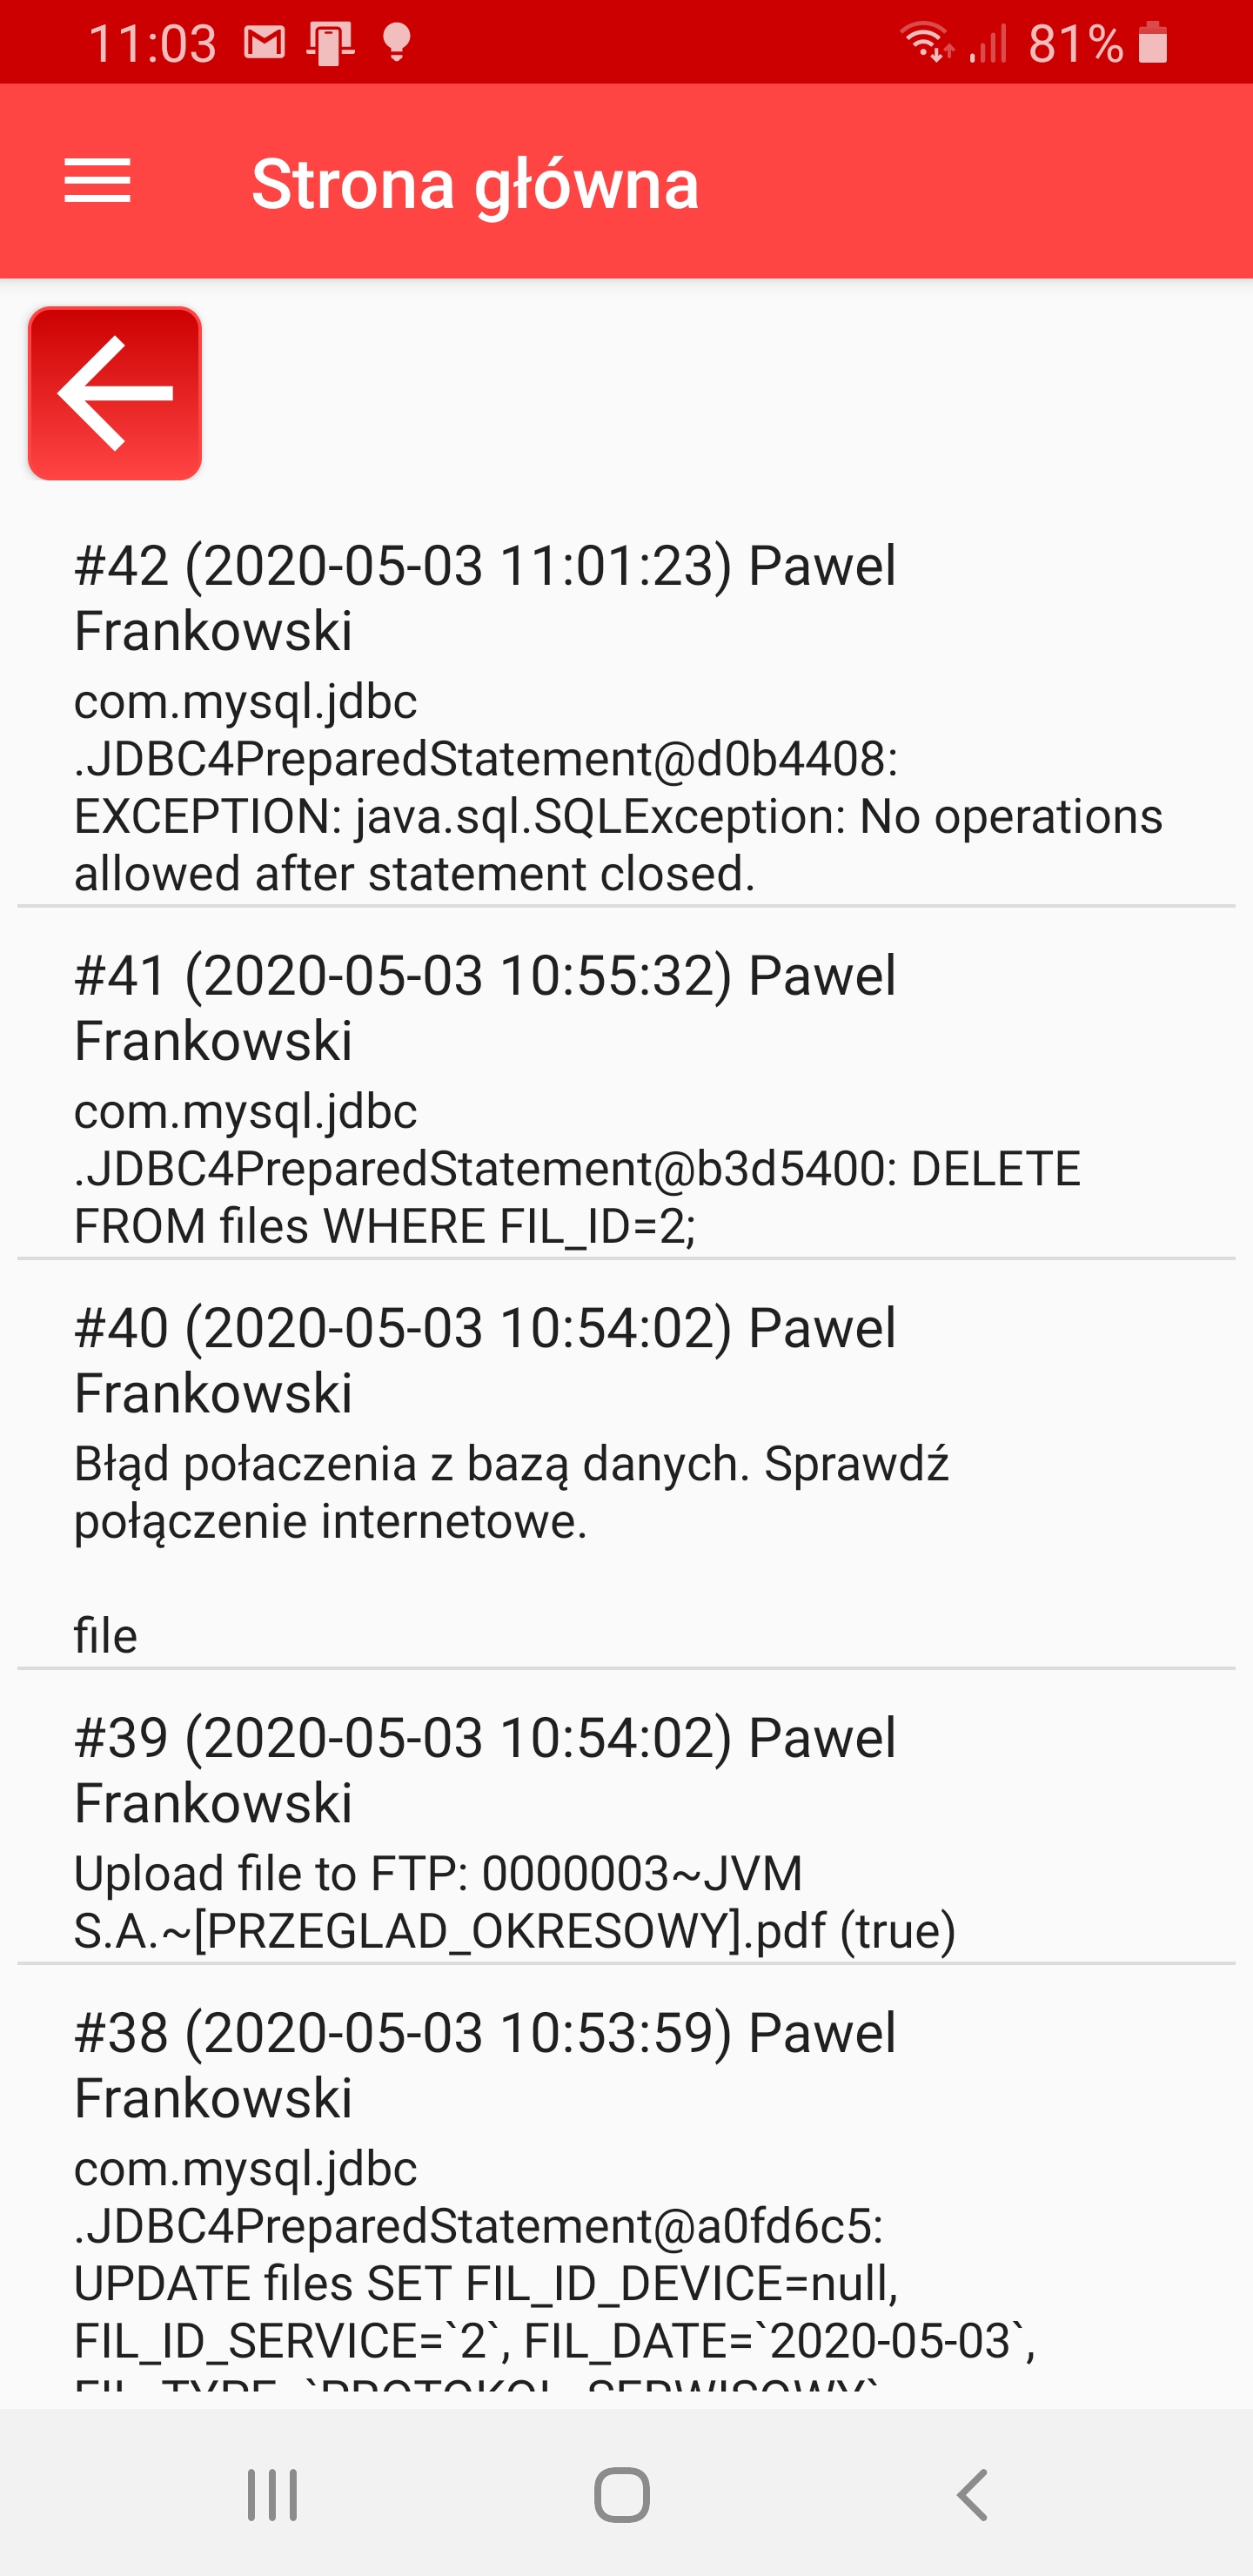 11:03 81%
Strona główna
#42 (2020-05-03 11:01:23) Pawel
Frankowski
com.mysql.jdbc
.JDBC4PreparedStatement@d0b4408:
EXCEPTION: java.sql.SQLException: No operations
allowed after statement closed.
#41 (2020-05-03 10:55:32) Pawel
Frankowski
com.mysql.jdbc
.JDBC4PreparedStatement@b3d5400: DELETE
FROM files WHERE FIL_ID=2;
#40 (2020-05-03 10:54:02) Pawel
Frankowski
Błąd połaczenia z bazą danych. Sprawdź
połączenie internetowe.
file
#39 (2020-05-03 10:54:02) Pawel
Frankowski
Upload file to FTP: 0000003~JVM
S.A.~[PRZEGLAD_OKRESOWY].pdf (true)
#38 (2020-05-03 10:53:59) Pawel
Frankowski
com.mysql.jdbc
.JDBC4PreparedStatement@a0fd6c5:
UPDATE files SET FIL_ID_DEVICE=null,
FIL_ID_SERVICE=`2`, FIL_DATE=`2020-05-03`,
FIL_TYPE=`PROTOKOL_SERWISOWY`